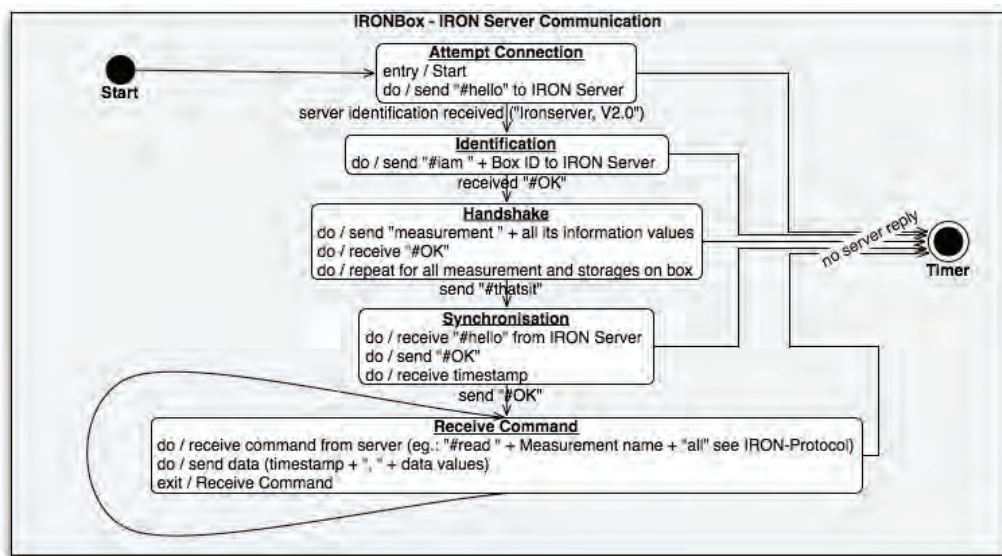 IRONBox - IRON Server Communication
Start
Attempt Connection
entry / Start
do / send "#hello" to IRON Server
server identification received ("Ironserver, V2.0")
Identification
do / send "#iam " + Box ID to IRON Server
received "#OK"
Handshake
do / send "measurement " + all its information values
do / receive "#OK"
do / repeat for all measurement and storages on box
send "#thatsit"
no server reply
Timer
Synchronisation
do / receive "#hello" from IRON Server
do / send "#OK"
do / receive timestamp
send "#OK"
Receive Command
do / receive command from server (eg.: "#read " + Measurement name + "all" see IRON-Protocol)
do / send data (timestamp + ", " + data values)
exit / Receive Command